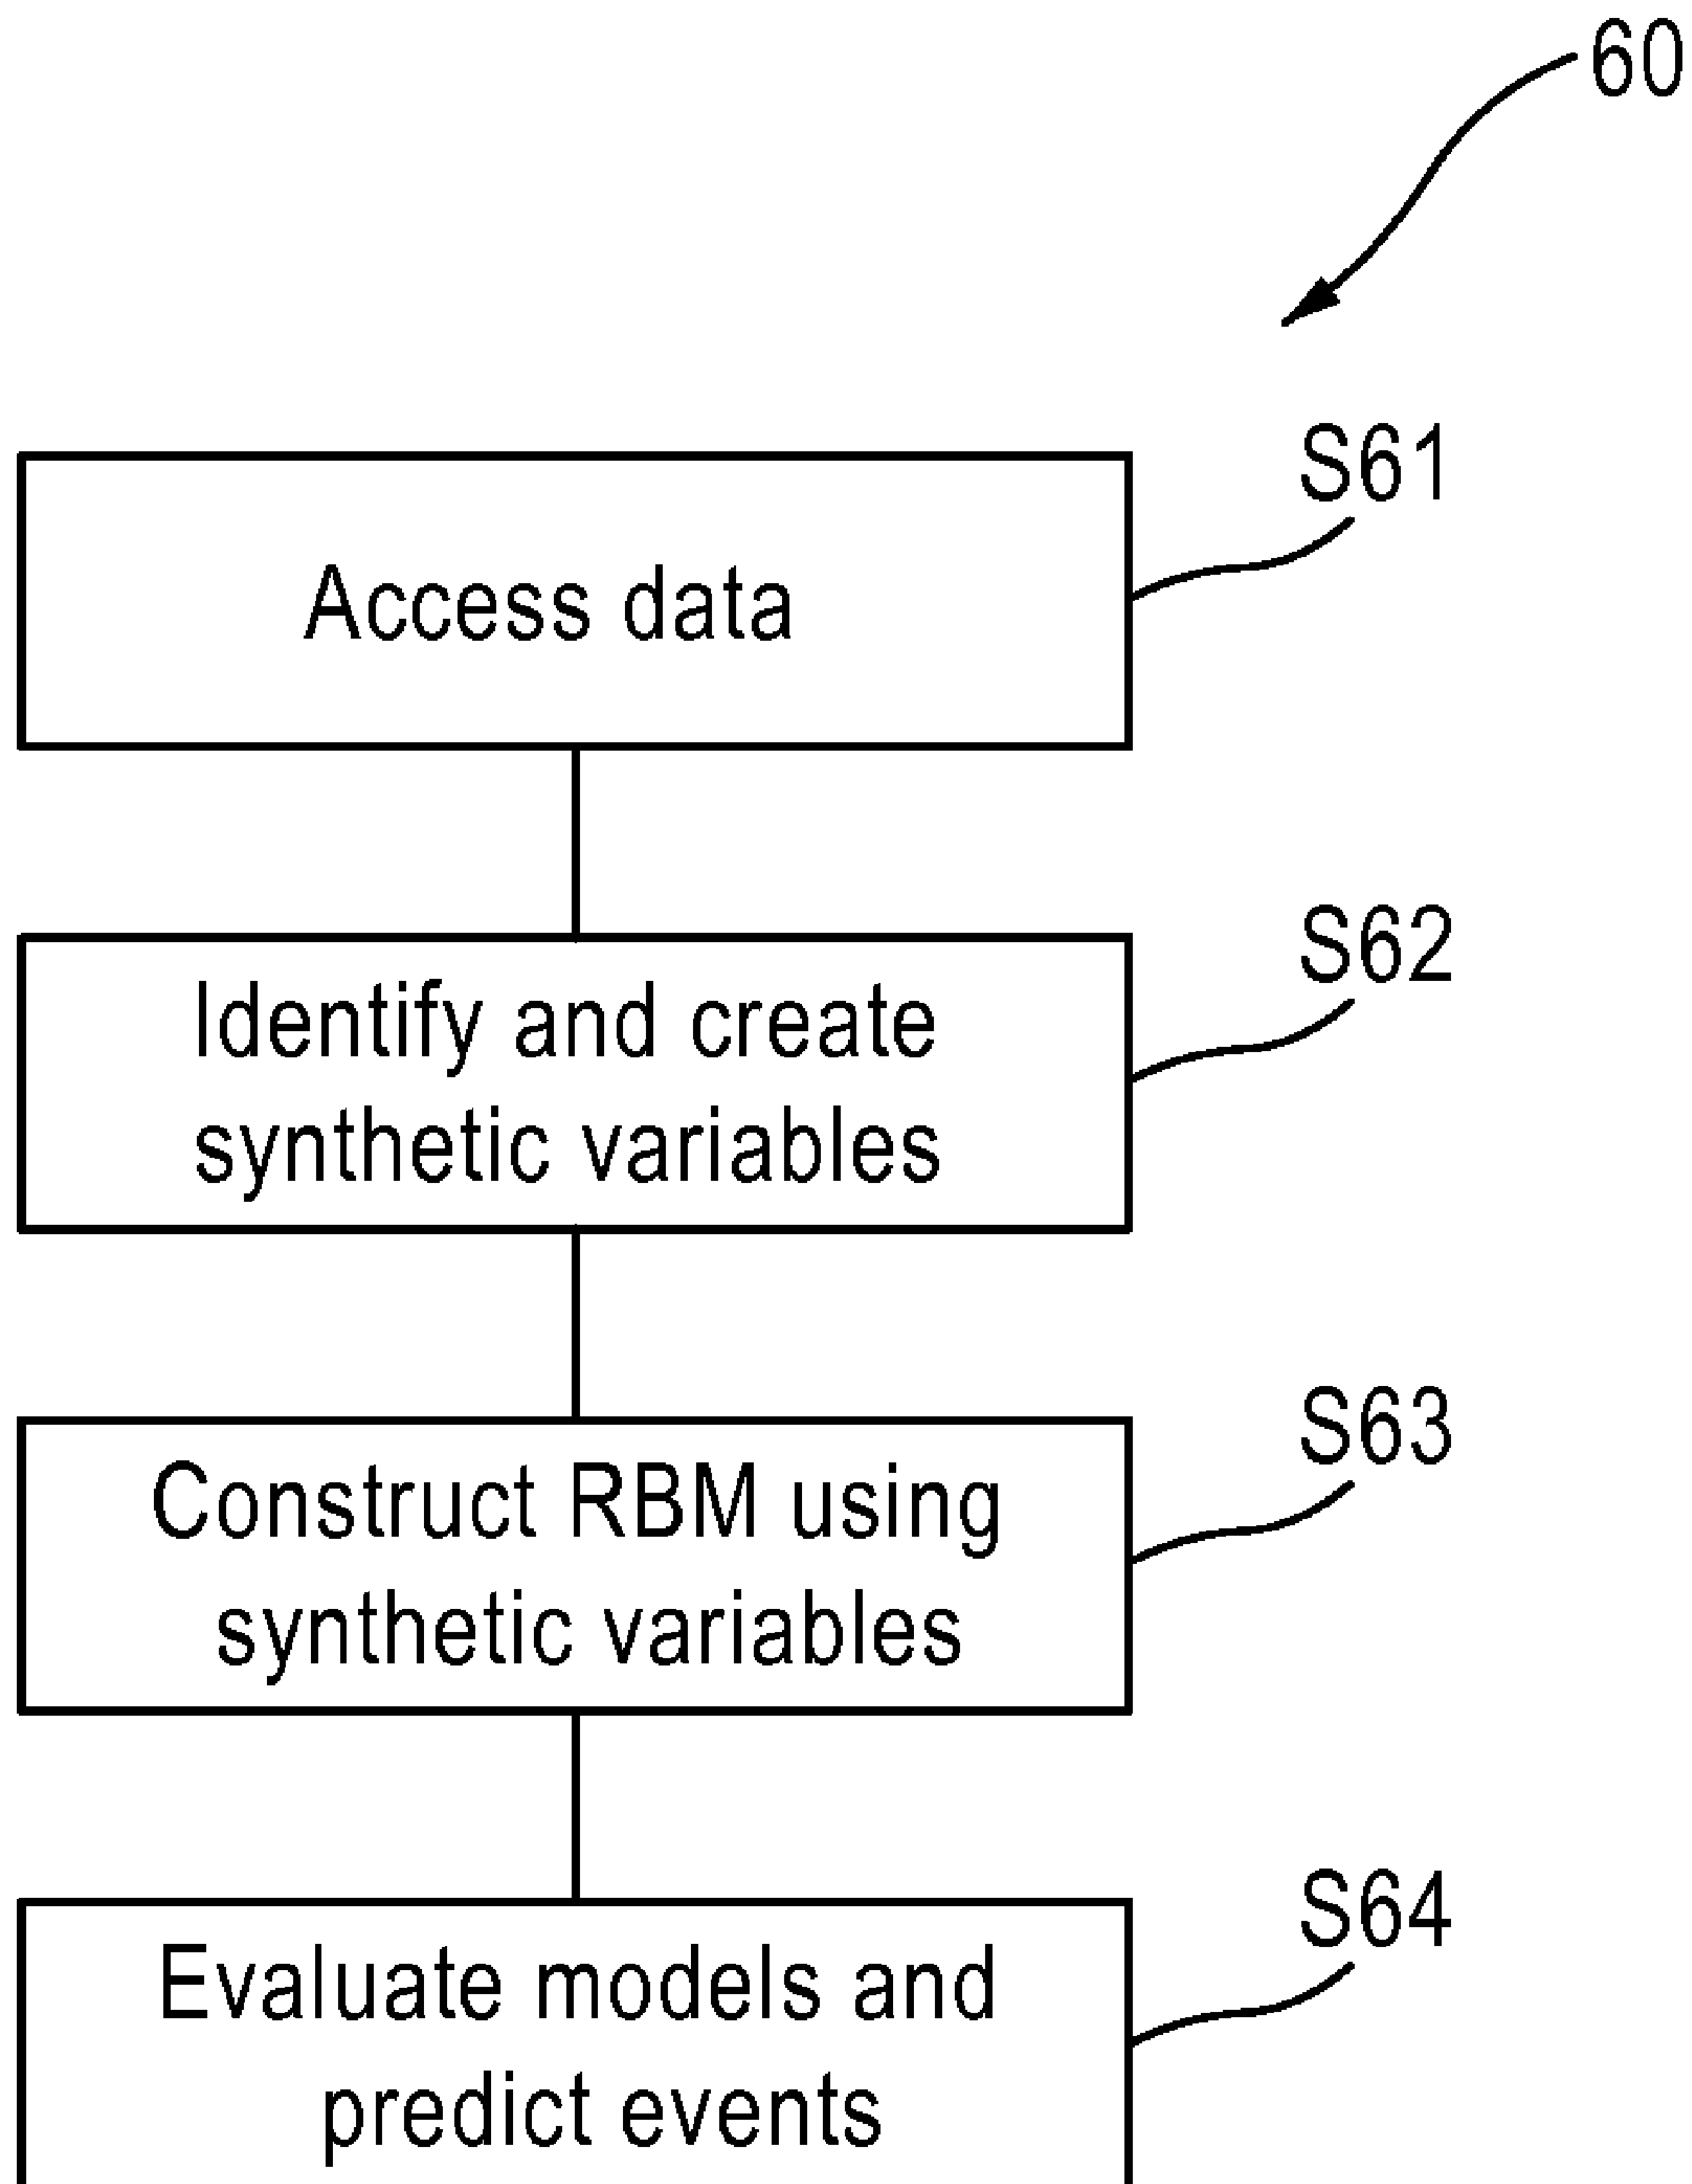 60
S61
Access data
S62
Identify and create
synthetic variables
S63
Construct RBM using
synthetic variables
S64
Evaluate models and
predict events